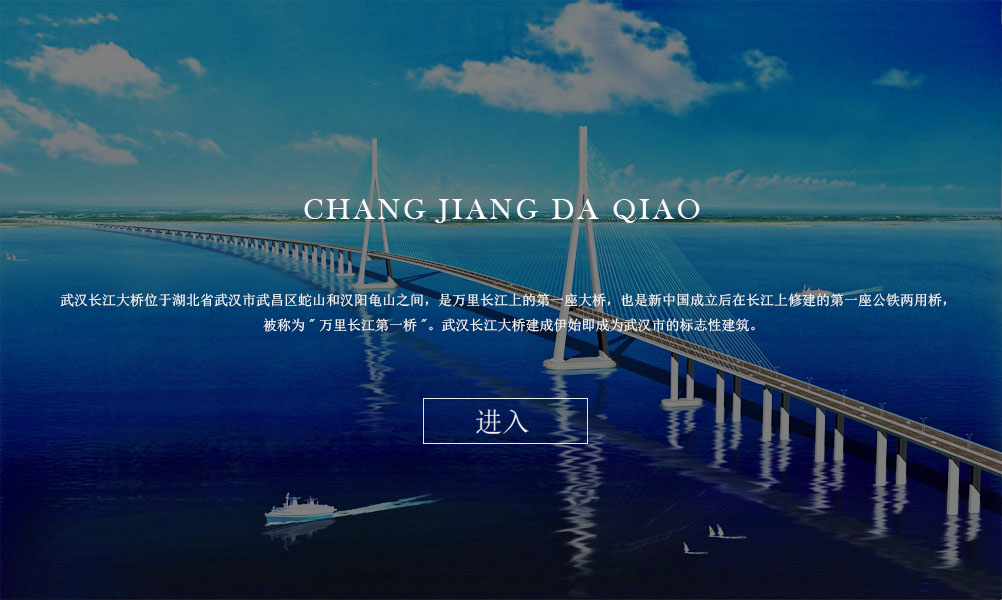 CHANG JIANG DA QIAO
武汉长江大桥位于湖北省武汉市武昌区蛇山和汉阳龟山之间，是万里长江上的第一座大桥，也是新中国成立后在长江上修建的第一座公铁两用桥，
被称为 " 万里长江第一桥 "。武汉长江大桥建成伊始即成为武汉市的标志性建筑。
进入